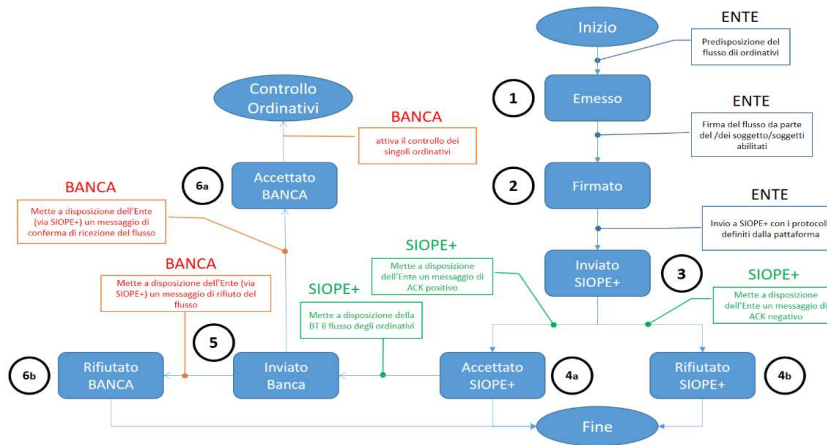 ENTE
Inizio
Predisposizione del
flusso dii ordinativi
Controllo
Ordinativi
1
Emesso
ENTE
BANCA
attiva il controllo dei
singoli ordinativi
Firma del flusso da parte
del /dei soggetto/soggetti
abilitati
6a
Accettato
BANCA
2
Firmato
BANCA
Mette a disposizione dell'Ente
(via SIOPE+) un messaggio di
conferma di ricezione del flusso
ENTE
Invio a SIOPE+ con i protocolli
definiti dalla pattaforma
SIOPE+
Mette a disposizione
dell'Ente un messaggio di
ACK positivo
Inviato
SIOPE+
3
BANCA
Mette a disposizione dell'Ente (via
SIOPE+) un messaggio di rifiuto del
flusso
SIOPE+
Mette a disposizione della
BT il flusso degli ordinativi
SIOPE+
Mette a disposizione
dell'Ente un messaggio di
ACK negativo
5
6b
Rifiutato
BANCA
Inviato
Banca
Accettato
SIOPE+
4a
Rifiutato
SIOPE+
4b
Fine